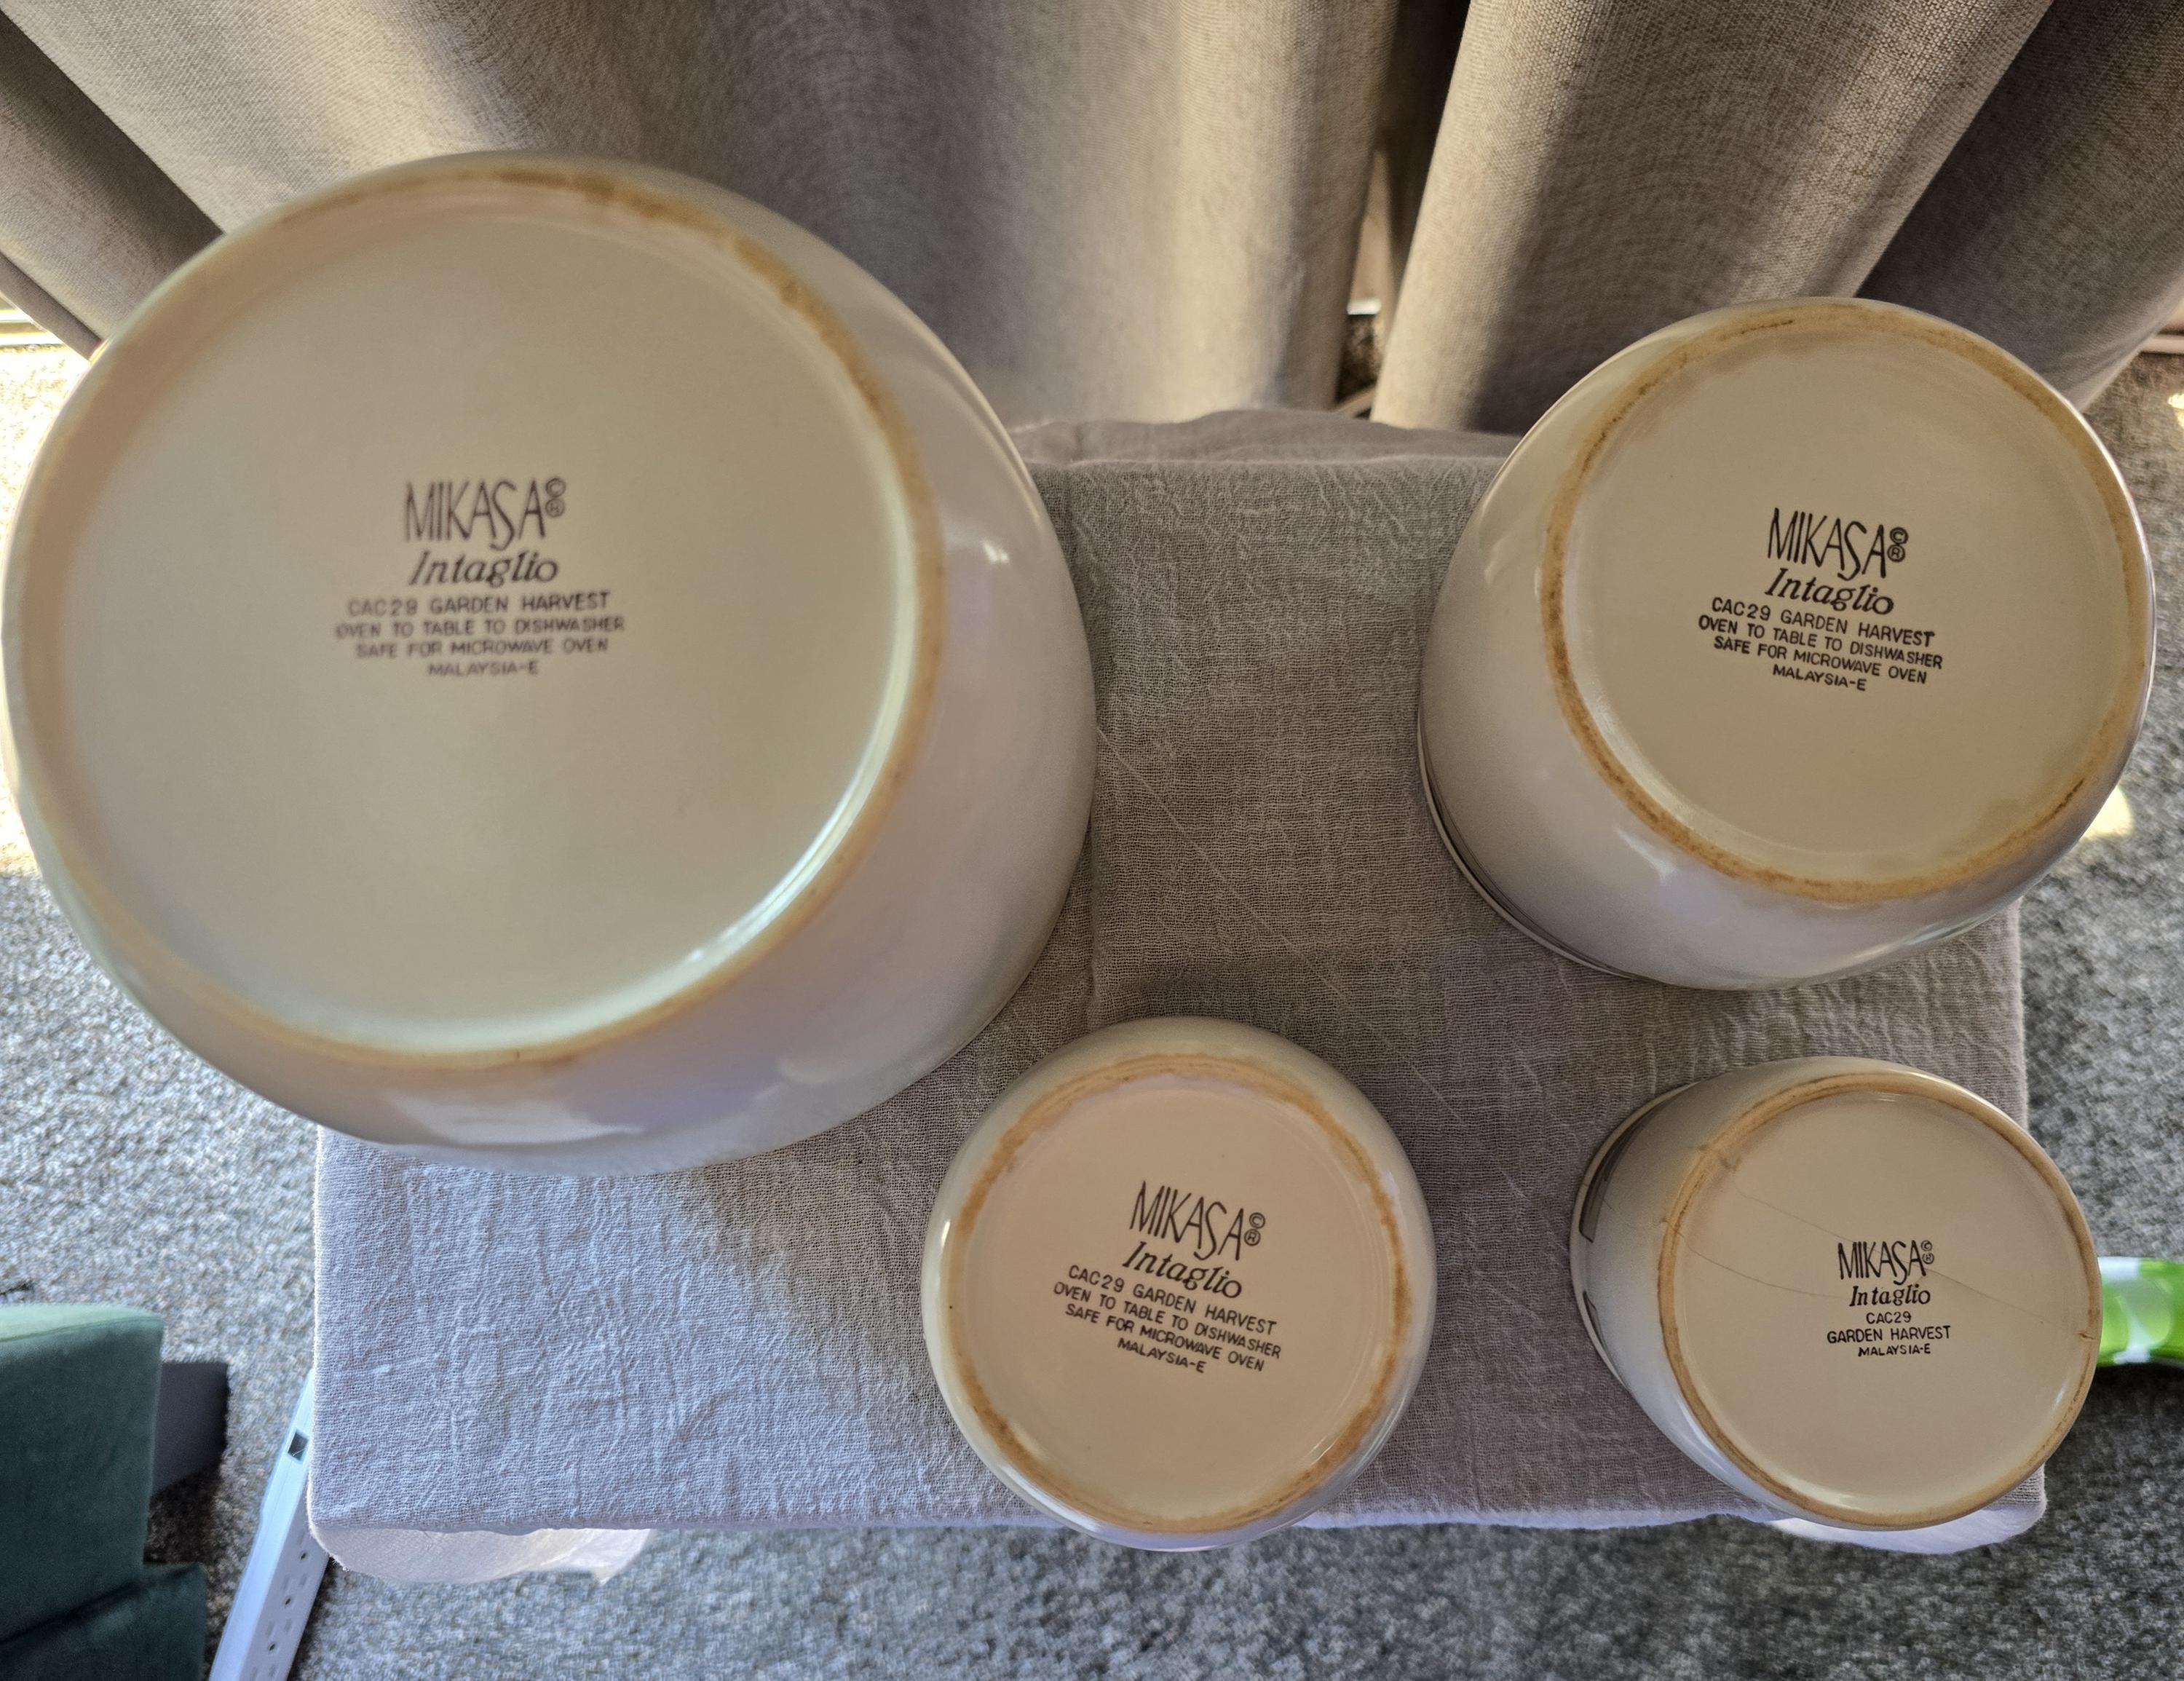 MIKASA©®
Intaglio
CAC29 GARDEN HARVEST
OVEN TO TABLE TO DISHWASHER
SAFE FOR MICROWAVE OVEN
MALAYSIA-E
MIKASA©®
Intaglio
CAC29 GARDEN HARVEST
OVEN TO TABLE TO DISHWASHER
SAFE FOR MICROWAVE OVEN
MALAYSIA-E
MIKASA©®
Intaglio
CAC29 GARDEN HARVEST
OVEN TO TABLE TO DISHWASHER
SAFE FOR MICROWAVE OVEN
MALAYSIA-E
MIKASA©®
Intaglio
CAC29
GARDEN HARVEST
MALAYSIA-E